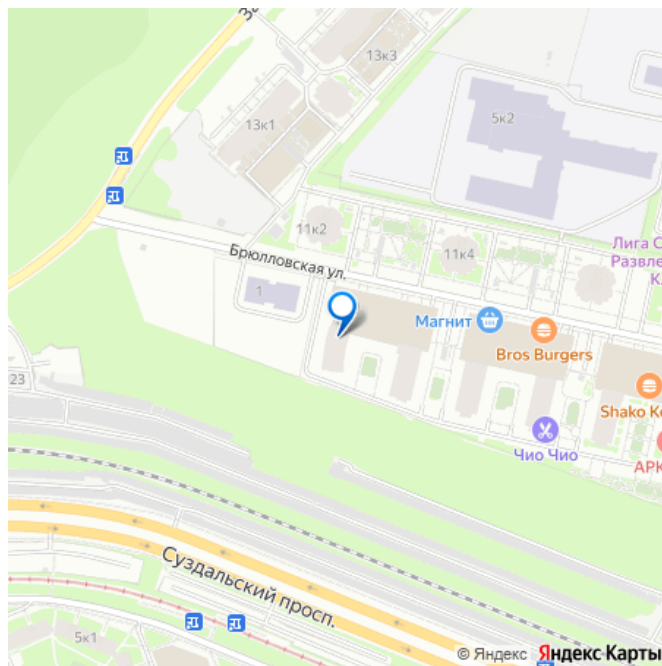 13к3
13к1
5к2
11к2
11к4
Брюлловская ул.
1
Магнит
Bros Burgers
23
Чио Чио
Суздальский просп.
5к1
© Яндекс Яндекс Карты